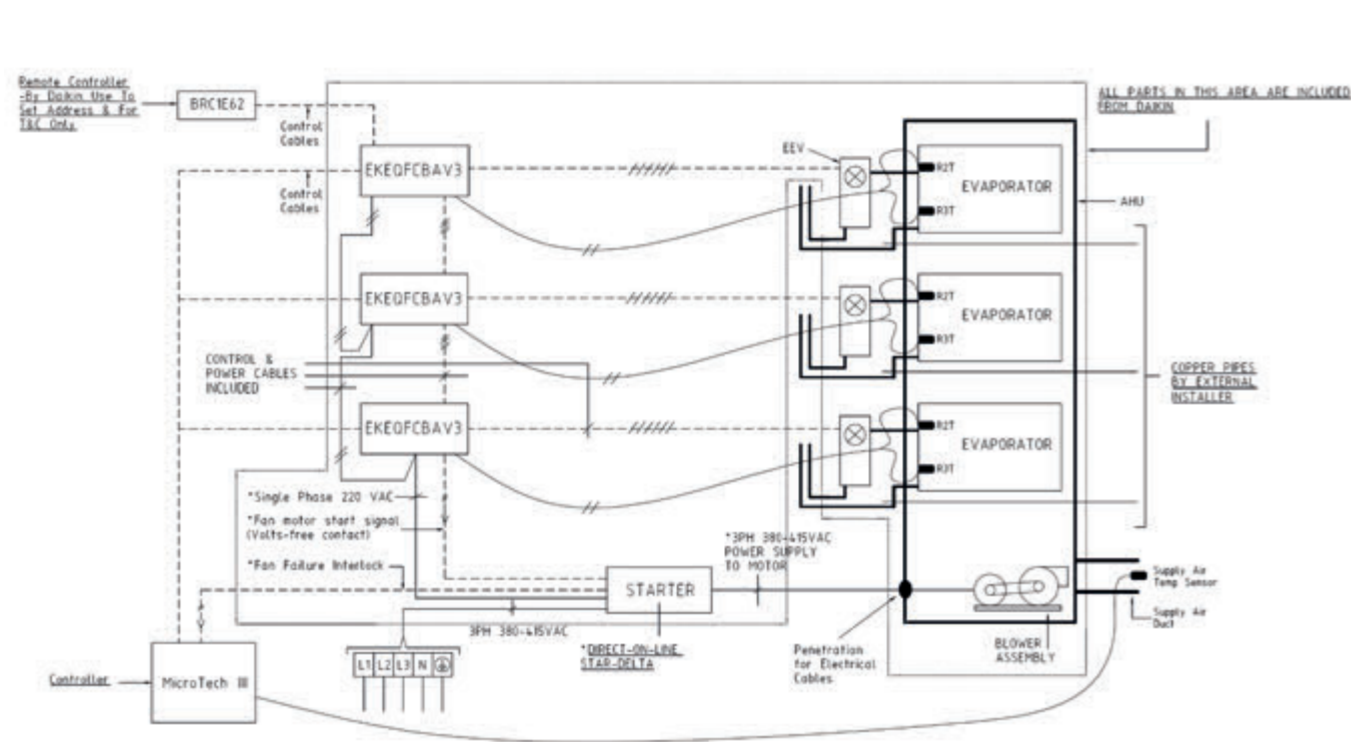 Remote Controller
-By Daikin Use To
Set Address & For
T&C Only
BRC1E62
Control
Cables
Control
Cables
EKEQFCBAV3
EKEQFCBAV3
EKEQFCBAV3
CONTROL &
POWER CABLES
INCLUDED
EEV
R2T
R3T
EVAPORATOR
R2T
R3T
EVAPORATOR
R2T
R3T
EVAPORATOR
ALL PARTS IN THIS AREA ARE INCLUDED
FROM DAIKIN
AHU
COPPER PIPES
BY EXTERNAL
INSTALLER
*Single Phase 220 VAC
*Fan motor start signal
(Volts-free contact)
*Fan Failure Interlock
*3PH 380-415VAC
POWER SUPPLY
TO MOTOR
STARTER
3PH 380-415VAC
*DIRECT-ON-LINE
STAR-DELTA
L1 L2 L3 N
Controller
MicroTech III
Penetration
for Electrical
Cables
BLOWER
ASSEMBLY
Supply Air
Temp Sensor
Supply Air
Duct